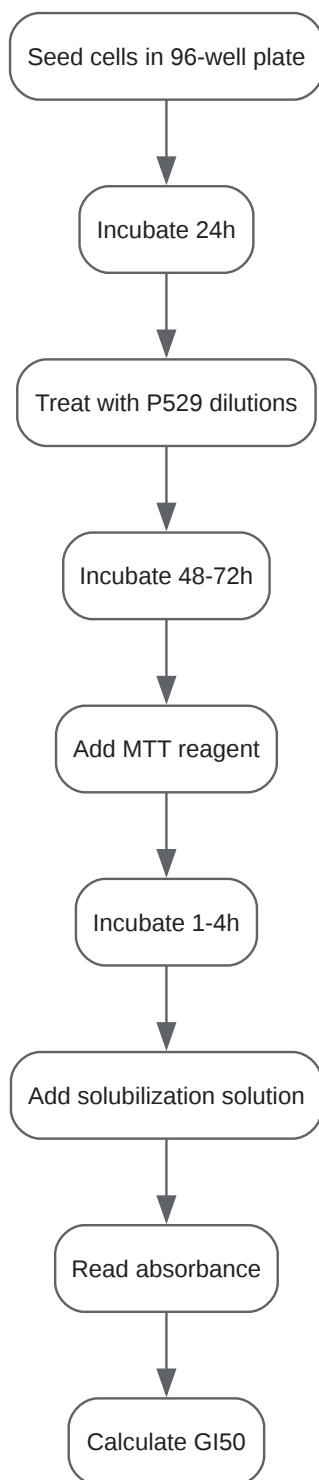 Seed cells in 96-well plate
Incubate 24h
Treat with P529 dilutions
Incubate 48-72h
Add MTT reagent
Incubate 1-4h
Add solubilization solution
Read absorbance
Calculate GI50